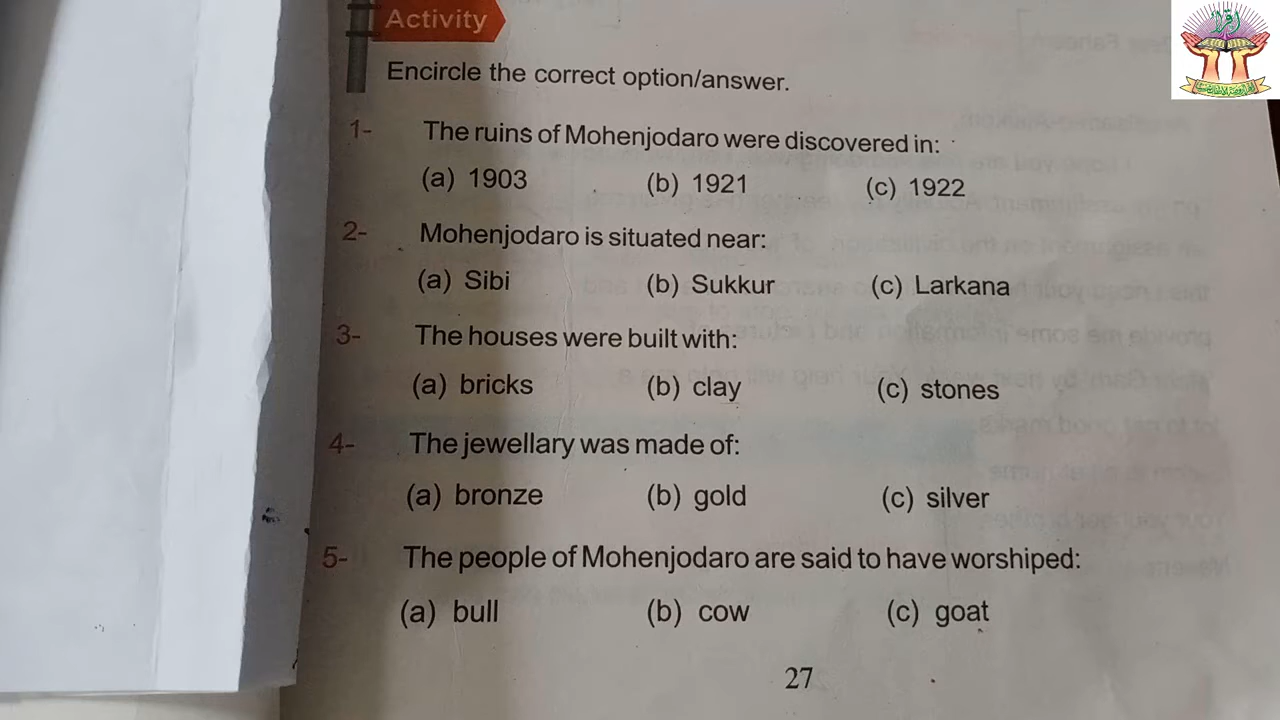 Activity
Encircle the correct option/answer.
1- The ruins of Mohenjodaro were discovered in:
(a) 1903 (b) 1921 (c) 1922
2- Mohenjodaro is situated near:
(a) Sibi (b) Sukkur (c) Larkana
3- The houses were built with:
(a) bricks (b) clay (c) stones
4- The jewellary was made of:
(a) bronze (b) gold (c) silver
5- The people of Mohenjodaro are said to have worshiped:
(a) bull (b) cow (c) goat
27